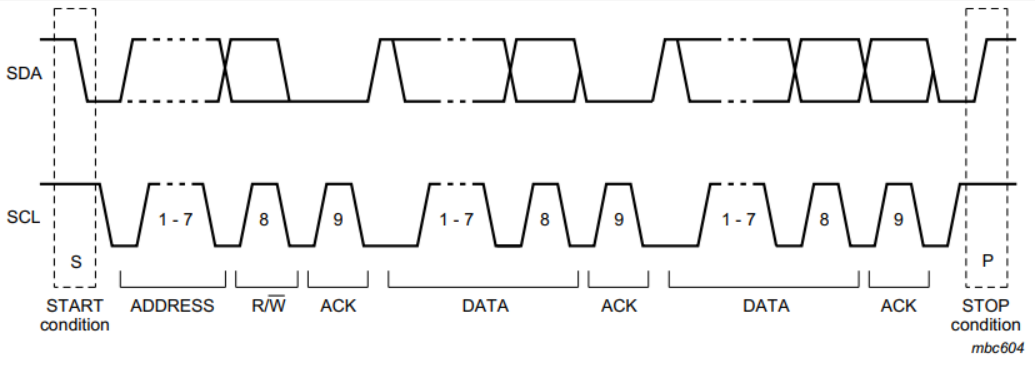 SDA
SCL
1 - 7
8
9
1 - 7
8
9
1 - 7
8
9
S
P
START
condition
ADDRESS
R/W̅
ACK
DATA
ACK
DATA
ACK
STOP
condition
mbc604